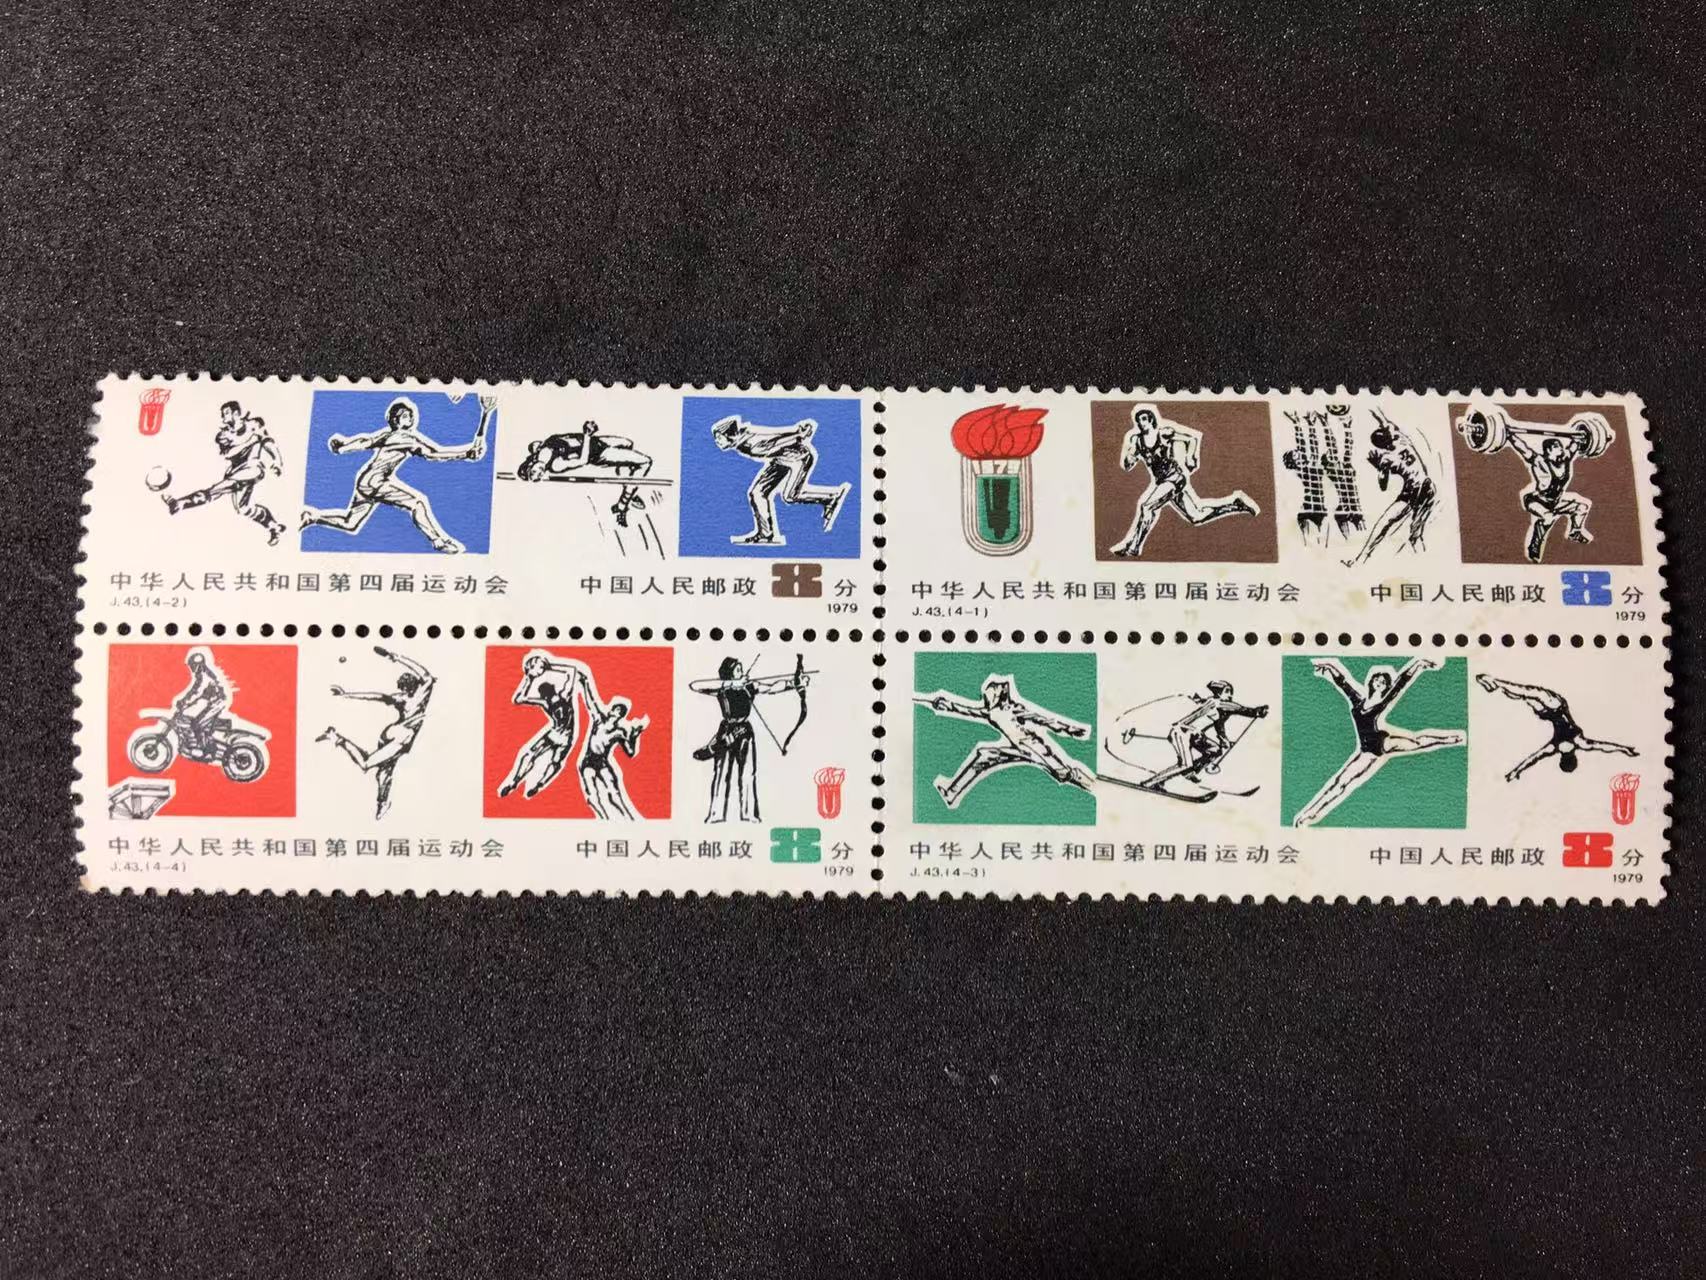 中华人民共和国第四届运动会 中国人民邮政 8分
J.43.(4-2) 1979
中华人民共和国第四届运动会 中国人民邮政 8分
J.43.(4-1) 1979
中华人民共和国第四届运动会 中国人民邮政 8分
J.43.(4-4) 1979
中华人民共和国第四届运动会 中国人民邮政 8分
J.43.(4-3) 1979